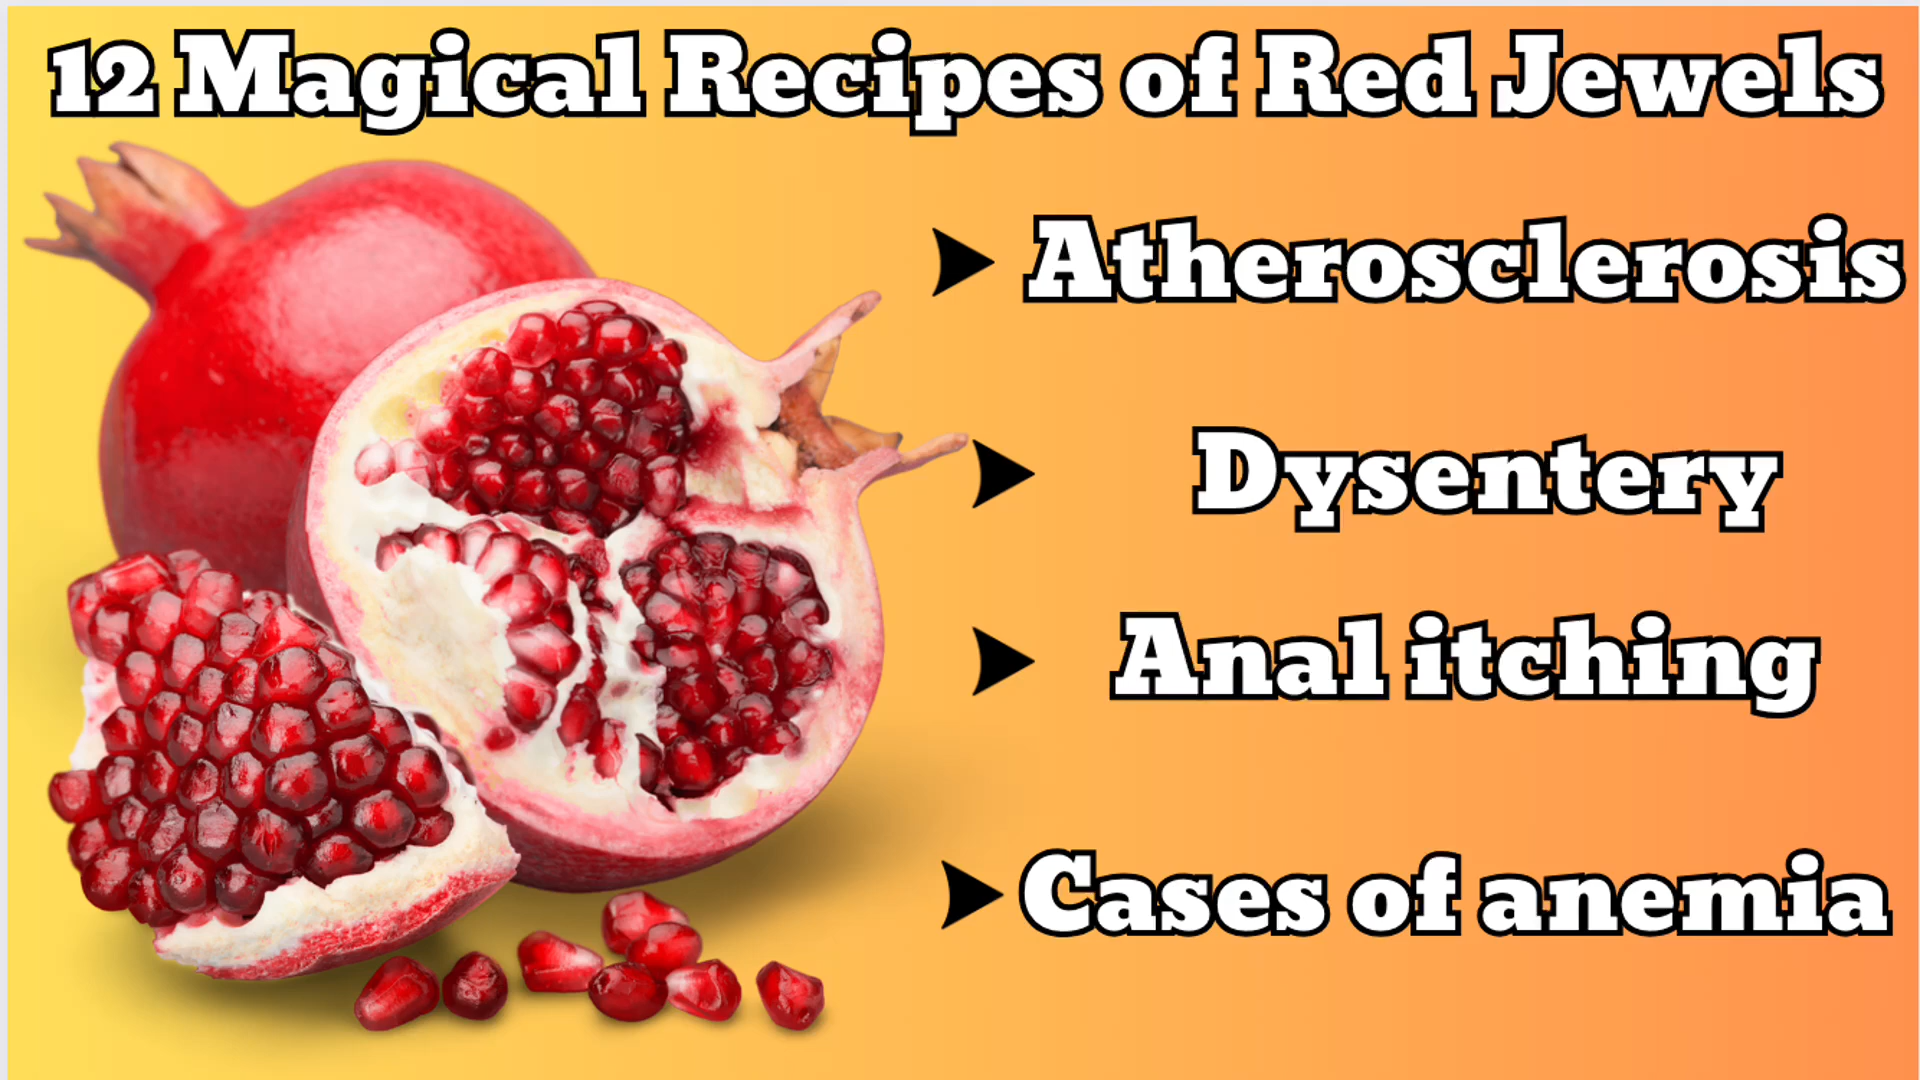 12 Magical Recipes of Red Jewels
Atherosclerosis
Dysentery
Anal itching
Cases of anemia